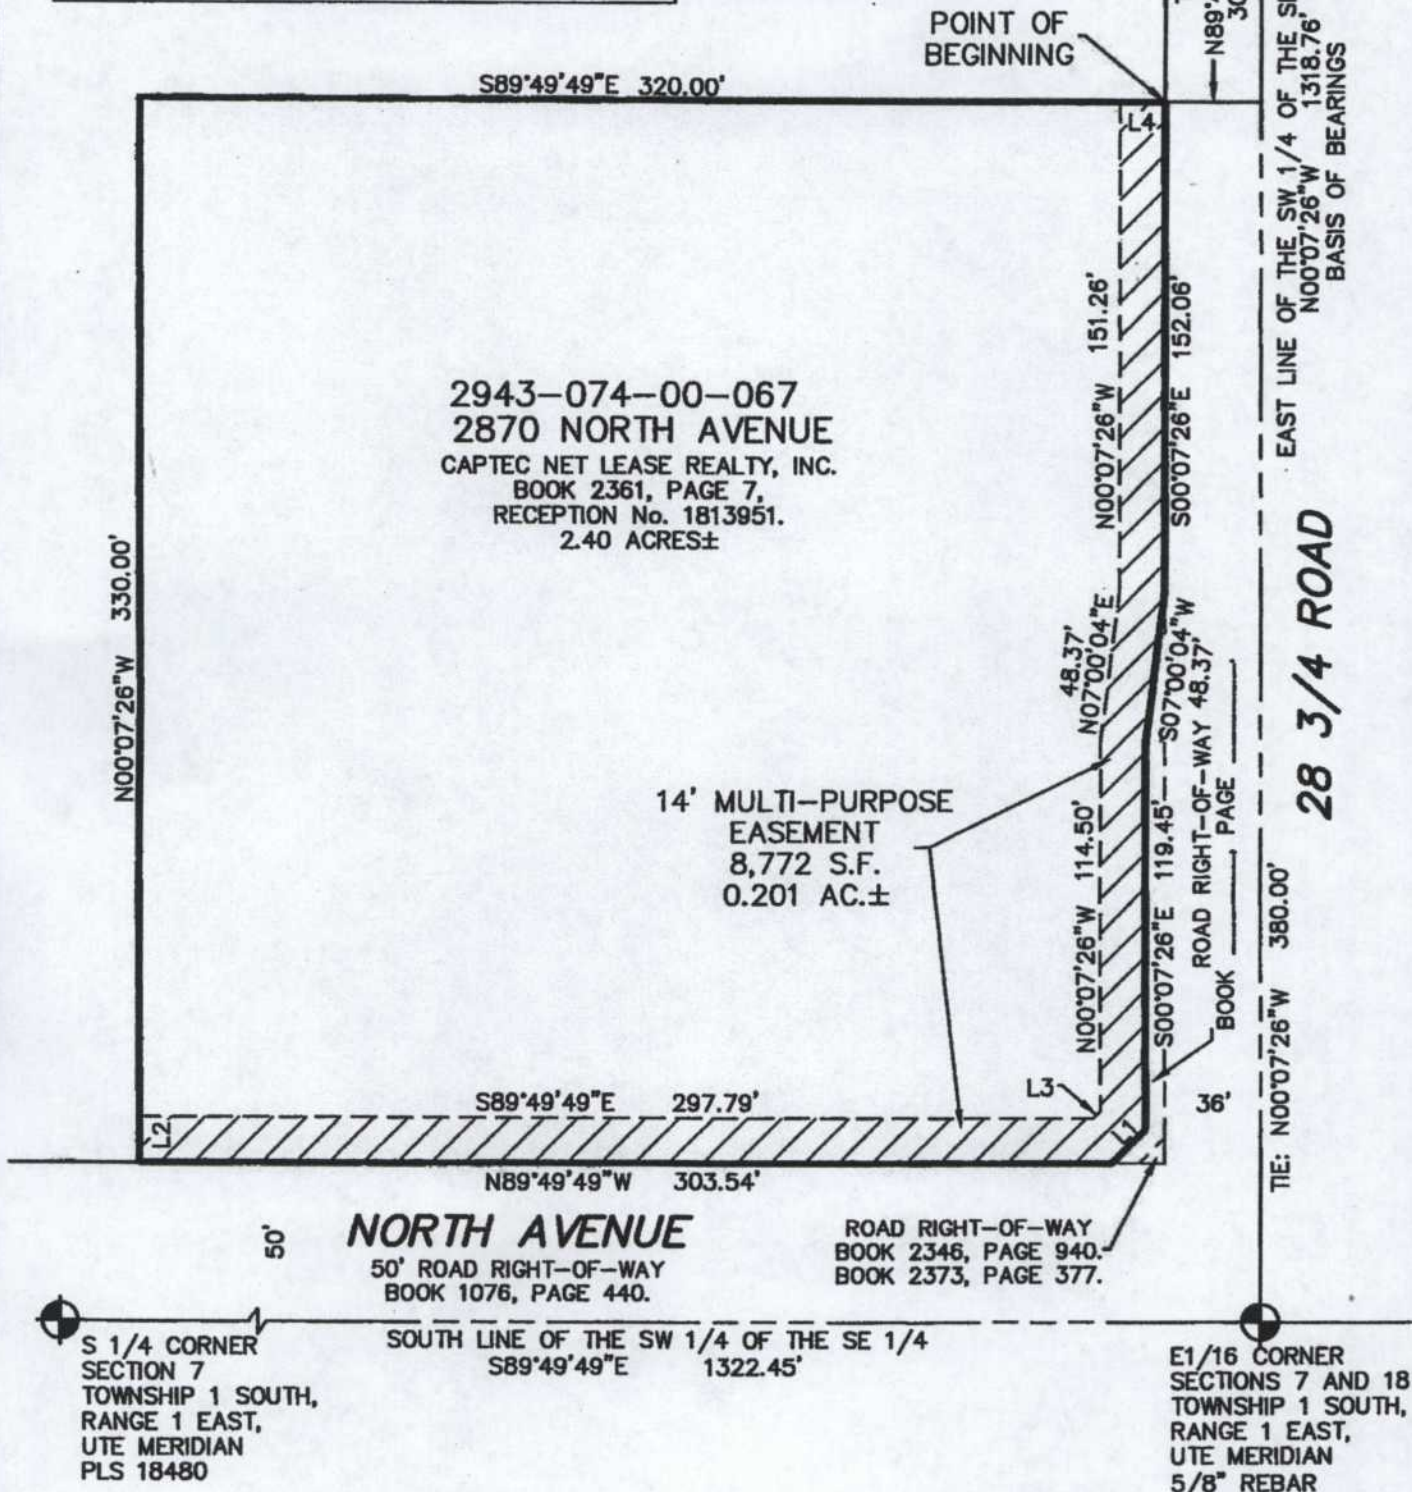 POINT OF
BEGINNING
N89°
30
S89°49'49"E 320.00'
L4
EAST LINE OF THE SW 1/4 OF THE SE
N00°07'26"W 1318.76'
BASIS OF BEARINGS
N00°07'26"W 151.26'
S00°07'26"E 152.06'
2943-074-00-067
2870 NORTH AVENUE
CAPTEC NET LEASE REALTY, INC.
BOOK 2361, PAGE 7,
RECEPTION No. 1813951.
2.40 ACRES±
N00°07'26"W 330.00'
28 3/4 ROAD
48.37'
N07°00'04"E
S07°00'04"W
48.37'
ROAD RIGHT-OF-WAY
BOOK PAGE
14' MULTI-PURPOSE
EASEMENT
8,772 S.F.
0.201 AC.±
N00°07'26"W 114.50'
S00°07'26"E 119.45'
TIE: N00°07'26"W 380.00'
L3
36'
S89°49'49"E 297.79'
L2
L1
N89°49'49"W 303.54'
50'
NORTH AVENUE
50' ROAD RIGHT-OF-WAY
BOOK 1076, PAGE 440.
ROAD RIGHT-OF-WAY
BOOK 2346, PAGE 940.
BOOK 2373, PAGE 377.
SOUTH LINE OF THE SW 1/4 OF THE SE 1/4
S89°49'49"E 1322.45'
S 1/4 CORNER
SECTION 7
TOWNSHIP 1 SOUTH,
RANGE 1 EAST,
UTE MERIDIAN
PLS 18480
E1/16 CORNER
SECTIONS 7 AND 18
TOWNSHIP 1 SOUTH,
RANGE 1 EAST,
UTE MERIDIAN
5/8" REBAR